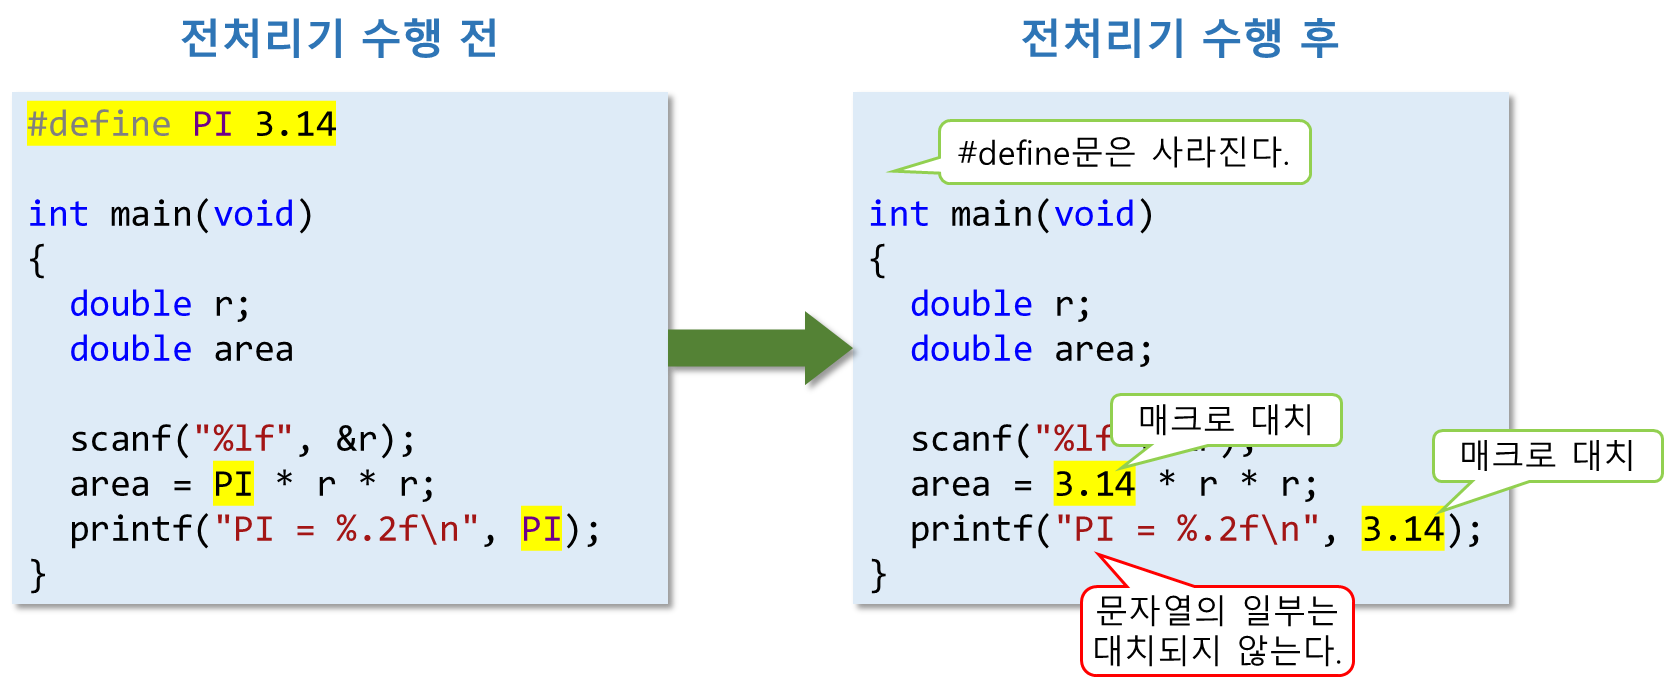 전처리기 수행 전
#define PI 3.14
int main(void)
{
double r;
double area
scanf("%lf", &r);
area = PI * r * r;
printf("PI = %.2f\n", PI);
}
전처리기 수행 후
#define문은 사라진다.
int main(void)
{
double r;
double area;
매크로 대치
scanf("%lf r);
매크로 대치
area = 3.14 * r * r;
printf("PI = %.2f\n", 3.14);
}
문자열의 일부는
대치되지 않는다.